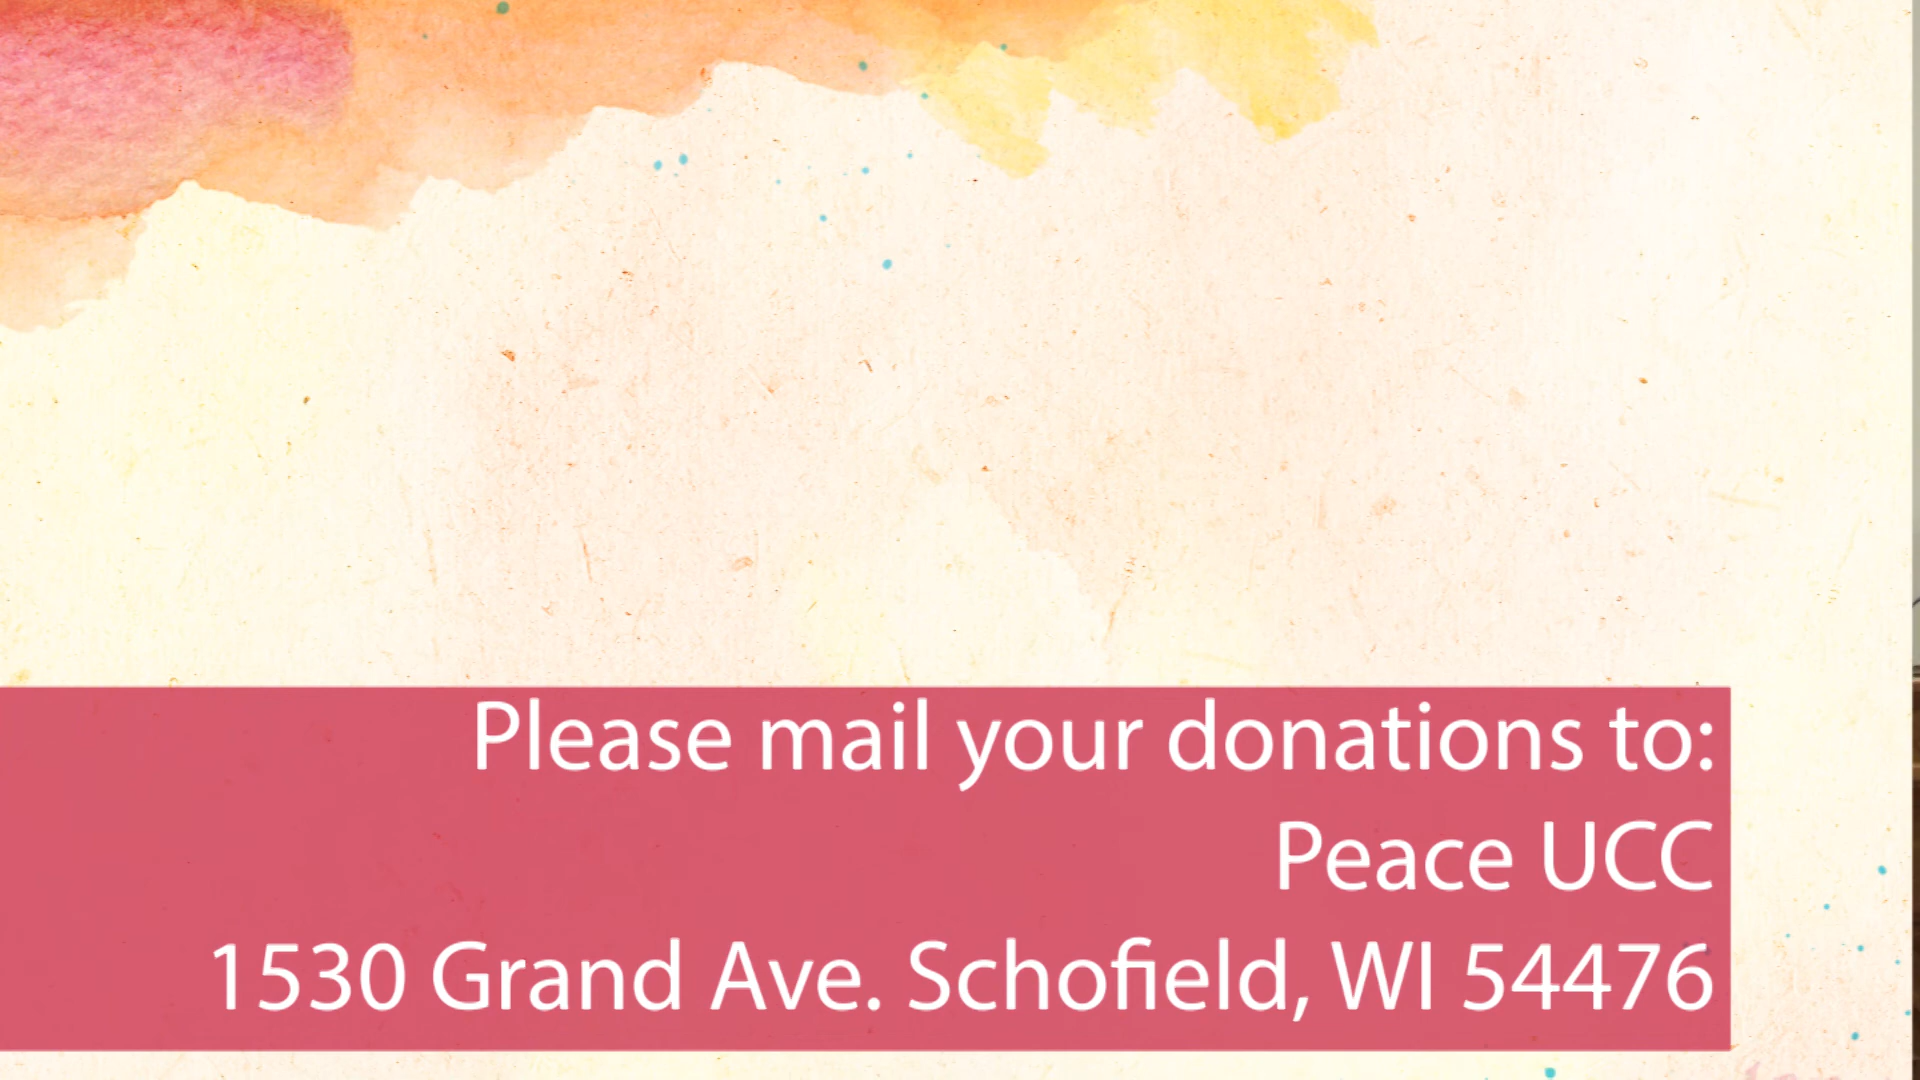 Please mail your donations to:
Peace UCC
1530 Grand Ave. Schofield, WI 54476